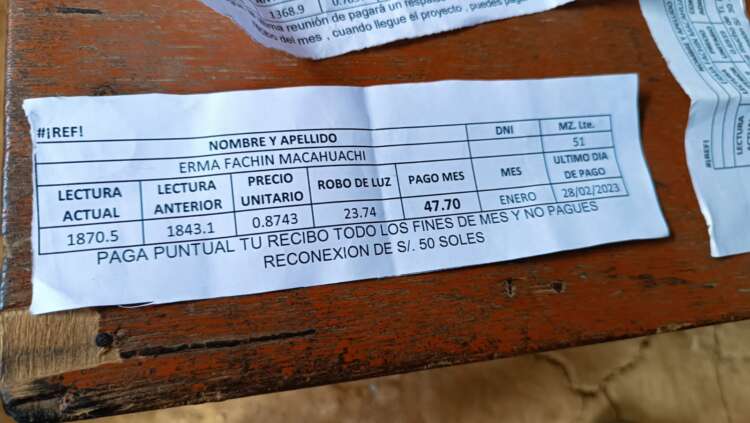 1368.9
ma reunión de pagará un respal
del mes , cuando llegue el proyecto , puedes pag
#¡REF!
NOMBRE Y APELLIDO DNI MZ. Lte.
ERMA FACHIN MACAHUACHI 51
LECTURA ACTUAL LECTURA ANTERIOR PRECIO UNITARIO ROBO DE LUZ PAGO MES MES ULTIMO DIA DE PAGO
1870.5 1843.1 0.8743 23.74 47.70 ENERO 28/02/2023
PAGA PUNTUAL TU RECIBO TODO LOS FINES DE MES Y NO PAGUES
RECONEXION DE S/. 50 SOLES
#¡REF!
LECTURA